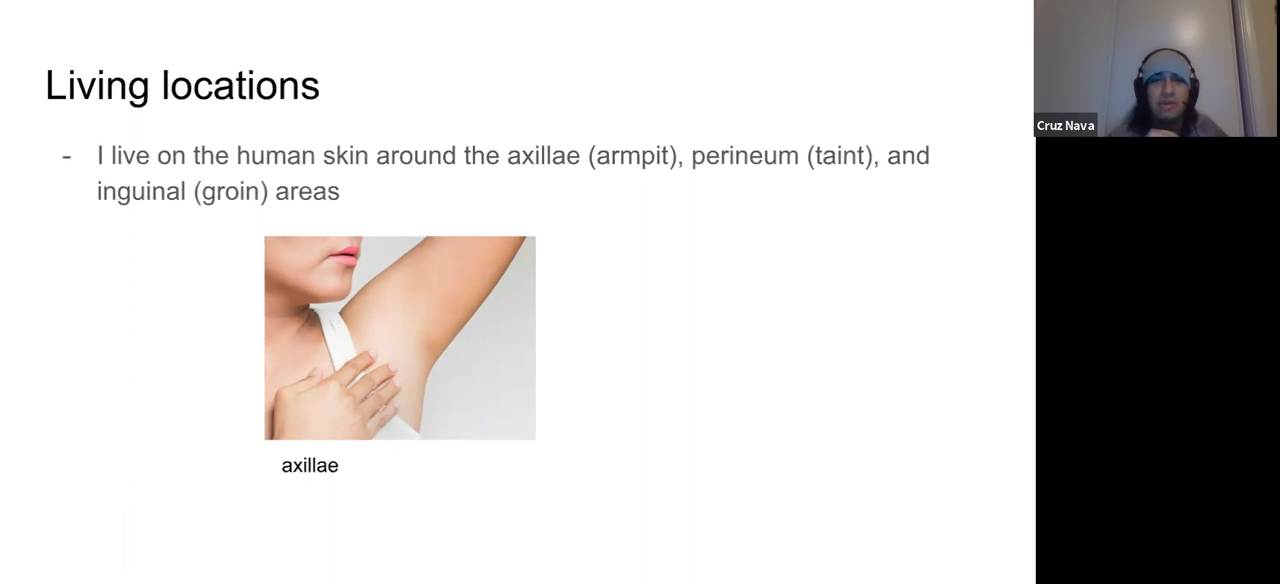 Living locations
- I live on the human skin around the axillae (armpit), perineum (taint), and
inguinal (groin) areas
axillae
Cruz Nava